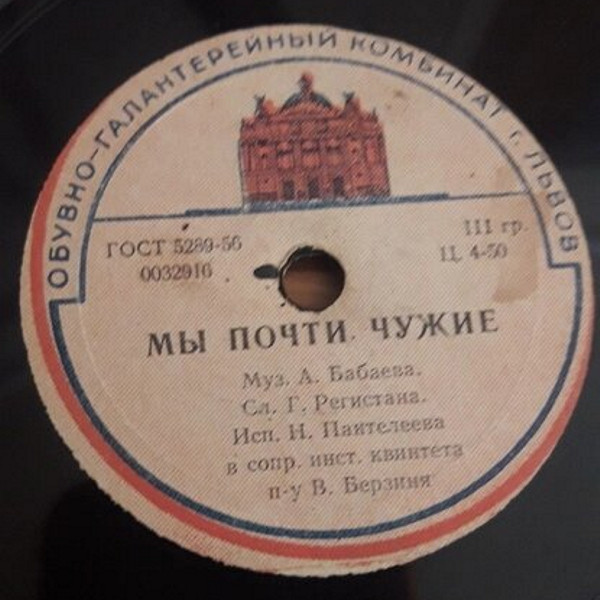 ОБУВНО-ГАЛАНТЕРЕЙНЫЙ КОМБИНАТ г. ЛЬВОВ
ГОСТ 5289-56
0032916
III гр.
Ц. 4-50
МЫ ПОЧТИ ЧУЖИЕ
Муз. А. Бабаева.
Сл. Г. Регистана.
Исп. Н. Пантелеева
в сопр. инст. квинтета
п-у В. Берзиня